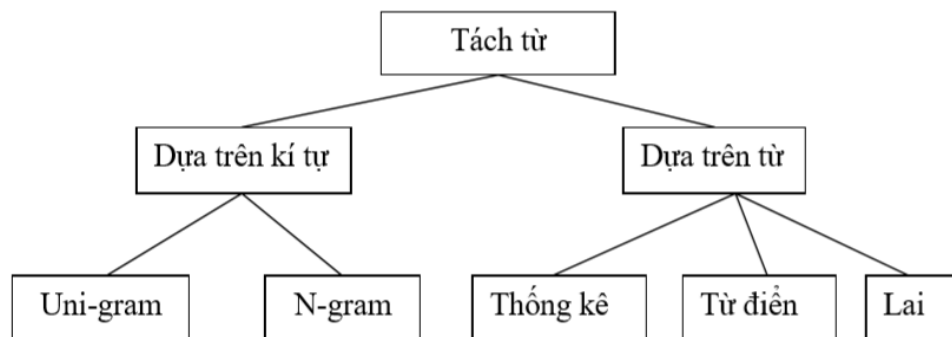 Tách từ
Dựa trên kí tự
Dựa trên từ
Uni-gram
N-gram
Thống kê
Từ điển
Lai